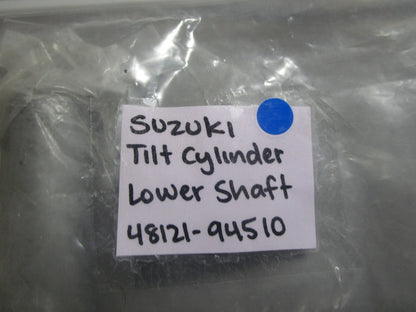 SUZUKI
Tilt Cylinder
Lower Shaft
48121-94510